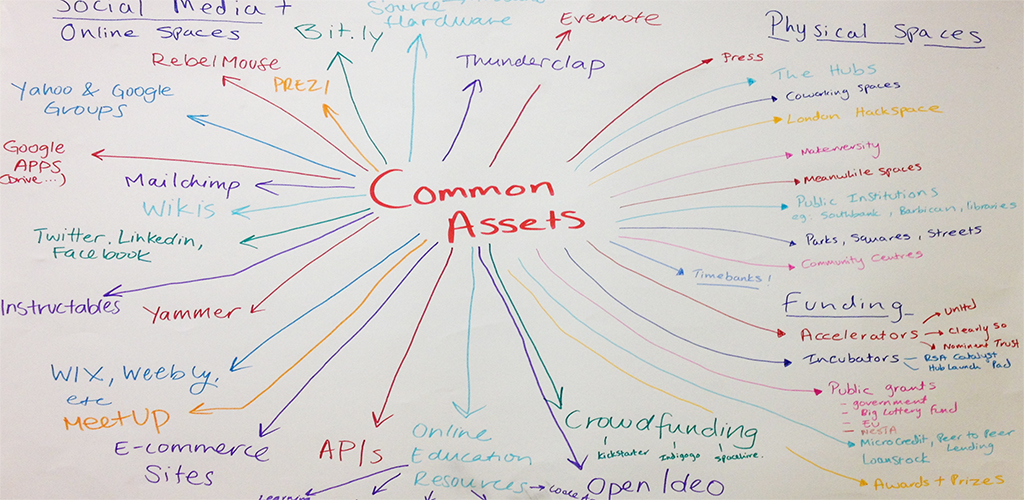 Social Media +
Online Spaces
Source
Hardware
Bit.ly
Evernote
Thunderclap
RebelMouse
PREZI
Yahoo & Google
Groups
Google
APPS
(Drive...)
Mailchimp
Wikis
Twitter, Linkedin,
Facebook
Instructables
Yammer
WIX, Weebly,
etc
MeetUp
E-commerce
Sites
API/s
Online
Education
Resources
Learning
Common
Assets
Crowdfunding
Kickstarter Indigogo Spacehive.
Open Ideo
Physical Spaces
Press
The Hubs
Coworking Spaces
London Hackspace
Makerversity
Meanwhile spaces
Public Institutions
eg: Southbank, Barbican, libraries
Parks, Squares, Streets
Community Centres
Timebanks!
Funding
Accelerators
Unltd
Clearly So
Nominet Trust
Incubators
RSA Catalyst
Hub Launch Pad
Public grants
- government
- Big Lottery Fund
- EU
- NESTA
Microcredit, Peer to Peer
Lending
Loanstock
Awards + Prizes